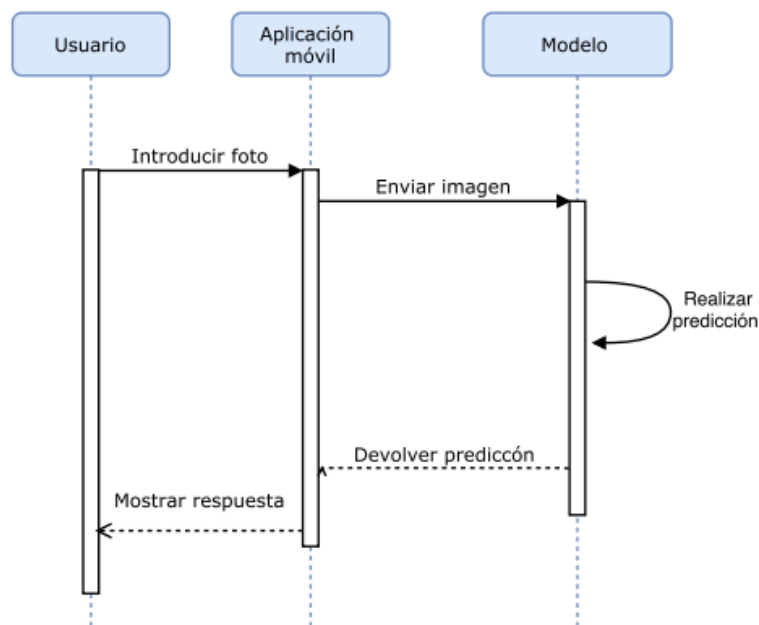 Usuario
Aplicación
móvil
Modelo
Introducir foto
Enviar imagen
Realizar
predicción
Devolver prediccón
Mostrar respuesta